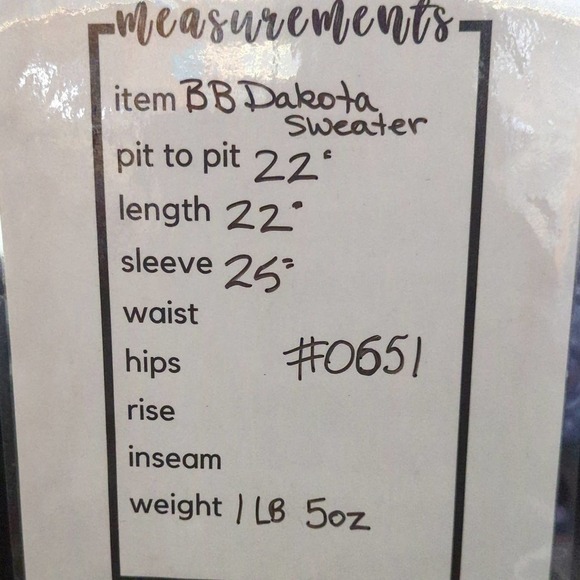 measurements
item BB Dakota
Sweater
pit to pit 22"
length 22"
sleeve 25"
waist
hips #0651
rise
inseam
weight 1 LB 5oz